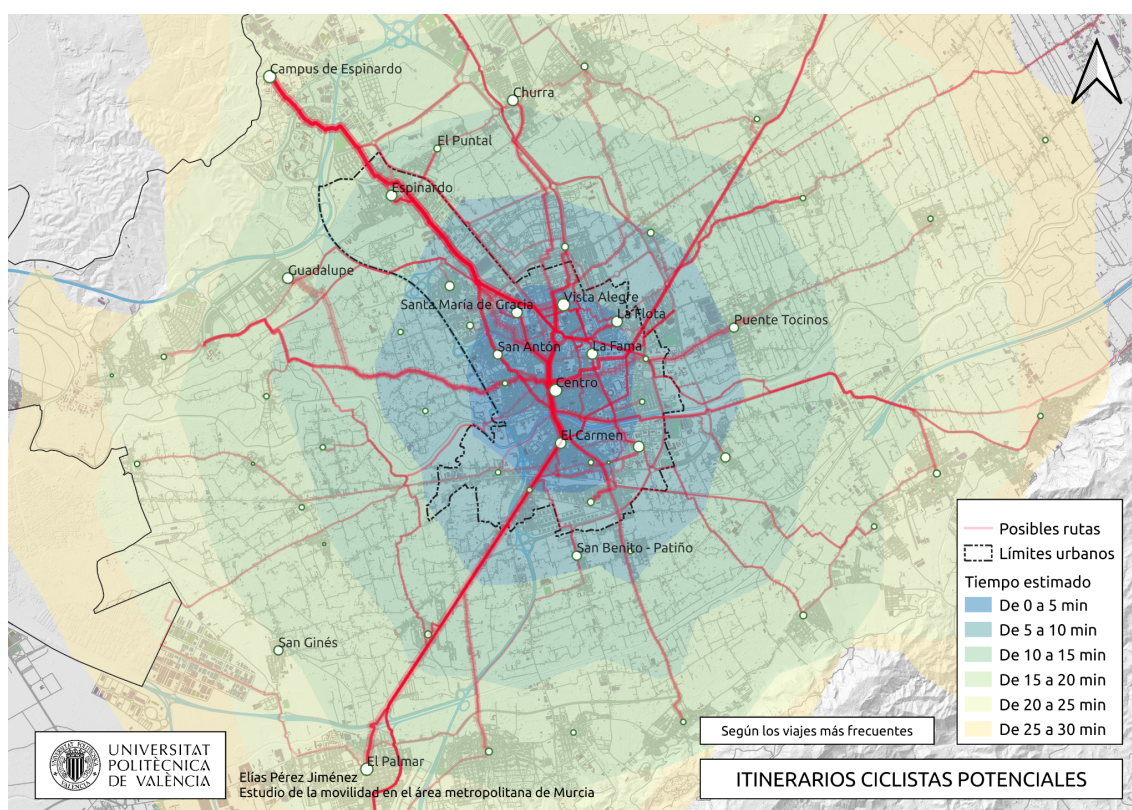 Campus de Espinardo
Churra
El Puntal
Espinardo
Guadalupe
Santa María de Gracia
Vista Alegre
La Flota
Puente Tocinos
San Antón
La Fama
Centro
El Carmen
San Benito - Patiño
San Ginés
El Palmar
Posibles rutas
Límites urbanos
Tiempo estimado
De 0 a 5 min
De 5 a 10 min
De 10 a 15 min
De 15 a 20 min
De 20 a 25 min
De 25 a 30 min
Según los viajes más frecuentes
ITINERARIOS CICLISTAS POTENCIALES
UNIVERSITAT
POLITÈCNICA
DE VALÈNCIA
Elías Pérez Jiménez
Estudio de la movilidad en el área metropolitana de Murcia